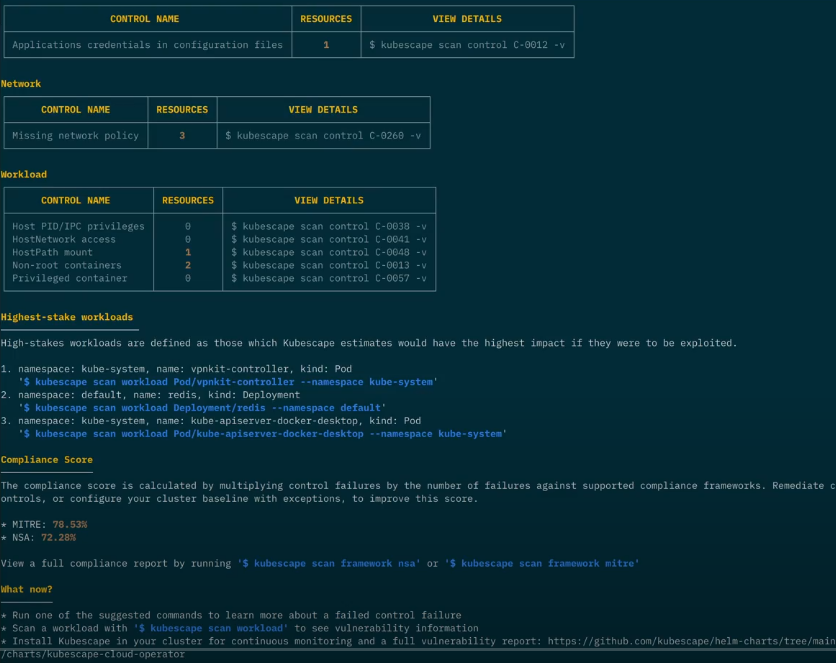 CONTROL NAME RESOURCES VIEW DETAILS
Applications credentials in configuration files 1 $ kubescape scan control C-0012 -v
Network
CONTROL NAME RESOURCES VIEW DETAILS
Missing network policy 3 $ kubescape scan control C-0260 -v
Workload
CONTROL NAME RESOURCES VIEW DETAILS
Host PID/IPC privileges 0 $ kubescape scan control C-0038 -v
HostNetwork access 0 $ kubescape scan control C-0041 -v
HostPath mount 1 $ kubescape scan control C-0048 -v
Non-root containers 2 $ kubescape scan control C-0013 -v
Privileged container 0 $ kubescape scan control C-0057 -v
Highest-stake workloads
High-stakes workloads are defined as those which Kubescape estimates would have the highest impact if they were to be exploited.
1. namespace: kube-system, name: vpnkit-controller, kind: Pod
'$ kubescape scan workload Pod/vpnkit-controller --namespace kube-system'
2. namespace: default, name: redis, kind: Deployment
'$ kubescape scan workload Deployment/redis --namespace default'
3. namespace: kube-system, name: kube-apiserver-docker-desktop, kind: Pod
'$ kubescape scan workload Pod/kube-apiserver-docker-desktop --namespace kube-system'
Compliance Score
The compliance score is calculated by multiplying control failures by the number of failures against supported compliance frameworks. Remediate c
ontrols, or configure your cluster baseline with exceptions, to improve this score.
* MITRE: 78.53%
* NSA: 72.28%
View a full compliance report by running '$ kubescape scan framework nsa' or '$ kubescape scan framework mitre'
What now?
* Run one of the suggested commands to learn more about a failed control failure
* Scan a workload with '$ kubescape scan workload' to see vulnerability information
* Install Kubescape in your cluster for continuous monitoring and a full vulnerability report: https://github.com/kubescape/helm-charts/tree/main
/charts/kubescape-cloud-operator